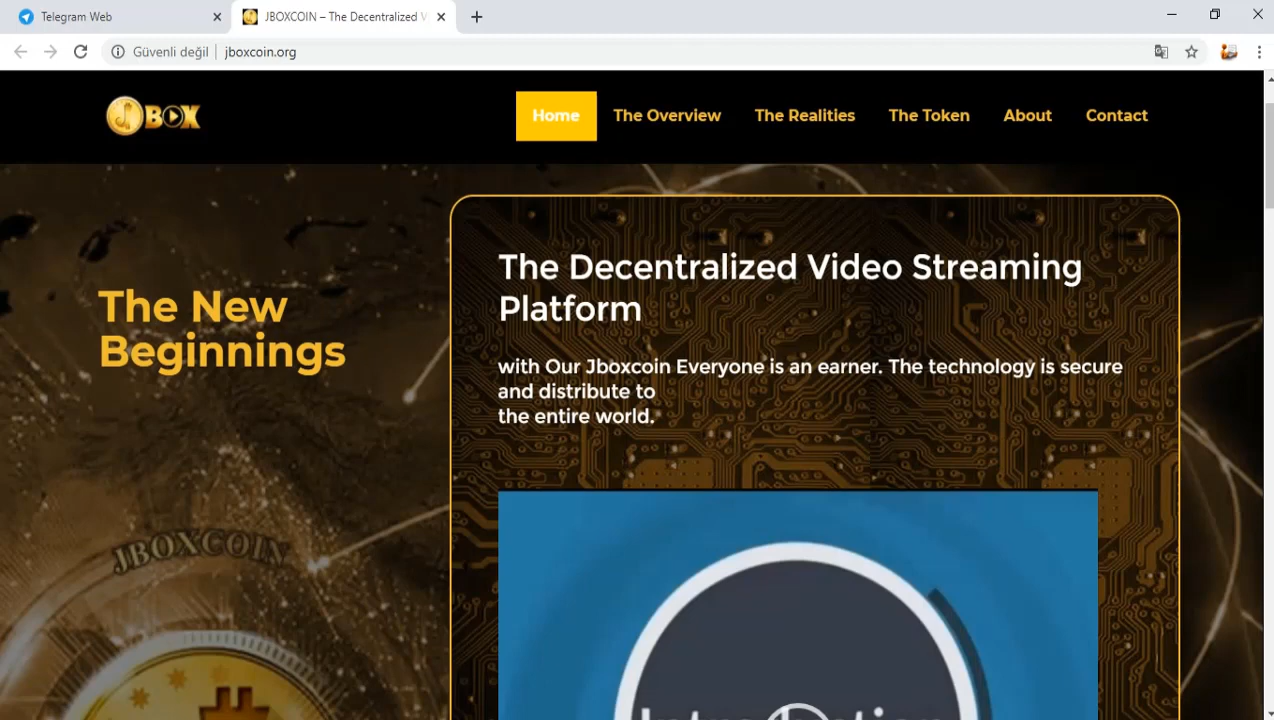 Telegram Web
JBOXCOIN – The Decentralized V
Güvenli değil
jboxcoin.org
JBOX
Home
The Overview
The Realities
The Token
About
Contact
The New
Beginnings
The Decentralized Video Streaming
Platform
with Our Jboxcoin Everyone is an earner. The technology is secure
and distribute to
the entire world.
JBOXCOIN